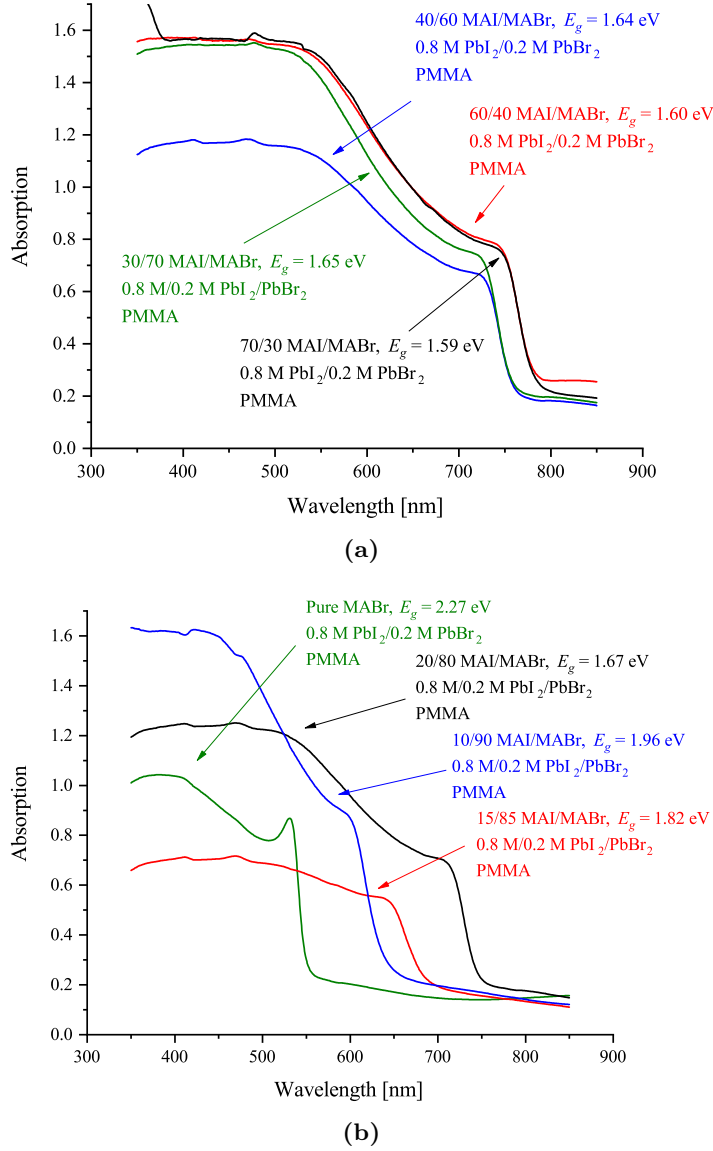 40/60 MAI/MABr, E_g = 1.64 eV
0.8 M PbI₂/0.2 M PbBr₂
PMMA
60/40 MAI/MABr, E_g = 1.60 eV
0.8 M PbI₂/0.2 M PbBr₂
PMMA
30/70 MAI/MABr, E_g = 1.65 eV
0.8 M/0.2 M PbI₂/PbBr₂
PMMA
70/30 MAI/MABr, E_g = 1.59 eV
0.8 M PbI₂/0.2 M PbBr₂
PMMA
Absorption
1.6
1.4
1.2
1.0
0.8
0.6
0.4
0.2
0.0
300 400 500 600 700 800 900
Wavelength [nm]
(a)
Pure MABr, E_g = 2.27 eV
0.8 M PbI₂/0.2 M PbBr₂
PMMA
20/80 MAI/MABr, E_g = 1.67 eV
0.8 M/0.2 M PbI₂/PbBr₂
PMMA
10/90 MAI/MABr, E_g = 1.96 eV
0.8 M/0.2 M PbI₂/PbBr₂
PMMA
15/85 MAI/MABr, E_g = 1.82 eV
0.8 M/0.2 M PbI₂/PbBr₂
PMMA
Absorption
1.6
1.4
1.2
1.0
0.8
0.6
0.4
0.2
0.0
300 400 500 600 700 800 900
Wavelength [nm]
(b)